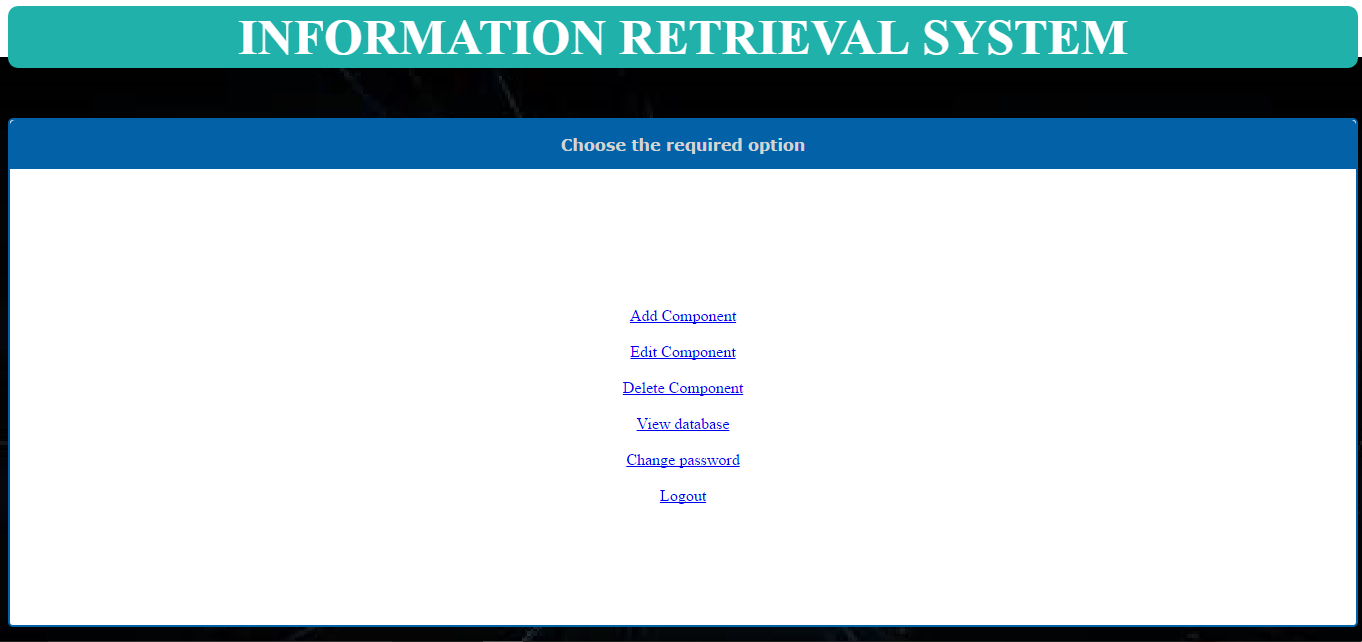 INFORMATION RETRIEVAL SYSTEM
Choose the required option
Add Component
Edit Component
Delete Component
View database
Change password
Logout